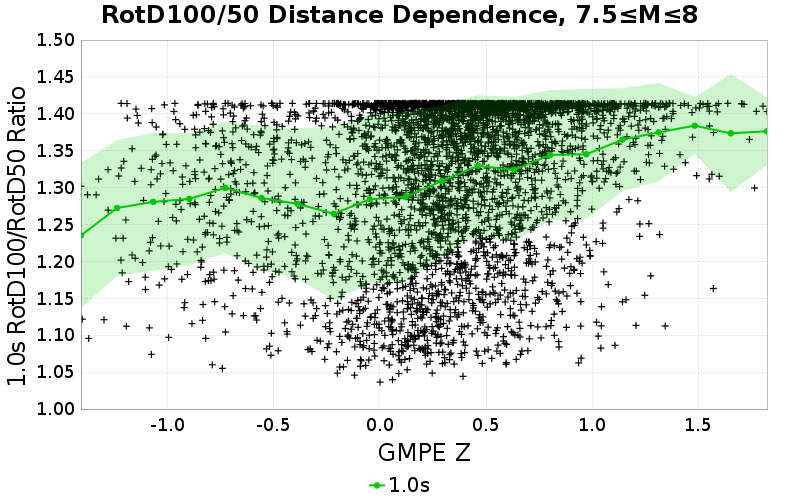 RotD100/50 Distance Dependence, 7.5≤M≤8
1.0s RotD100/RotD50 Ratio
1.50
1.45
1.40
1.35
1.30
1.25
1.20
1.15
1.10
1.05
1.00
-1.0 -0.5 0.0 0.5 1.0 1.5
GMPE Z
1.0s